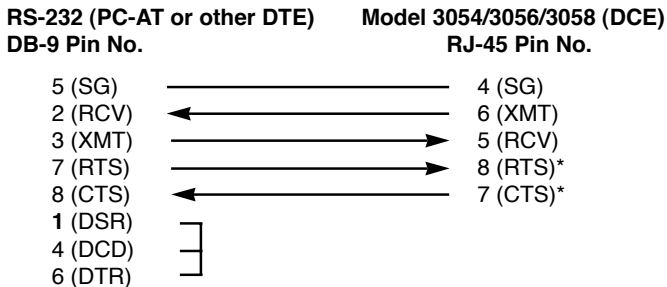 RS-232 (PC-AT or other DTE) Model 3054/3056/3058 (DCE)
DB-9 Pin No. RJ-45 Pin No.
5 (SG) 4 (SG)
2 (RCV) 6 (XMT)
3 (XMT) 5 (RCV)
7 (RTS) 8 (RTS)*
8 (CTS) 7 (CTS)*
1 (DSR)
4 (DCD)
6 (DTR)